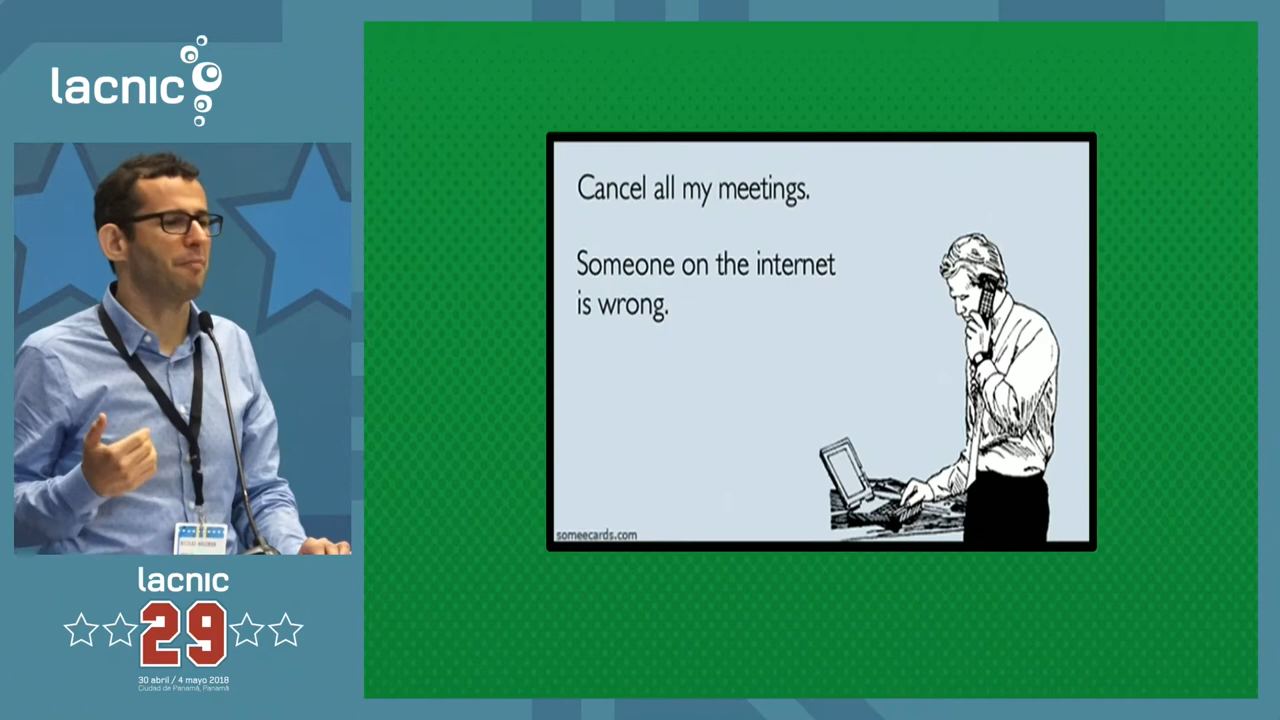 lacnic
Cancel all my meetings.
Someone on the internet
is wrong.
someecards.com
lacnic
29
30 abril / 4 mayo 2018
Ciudad de Panamá, Panamá